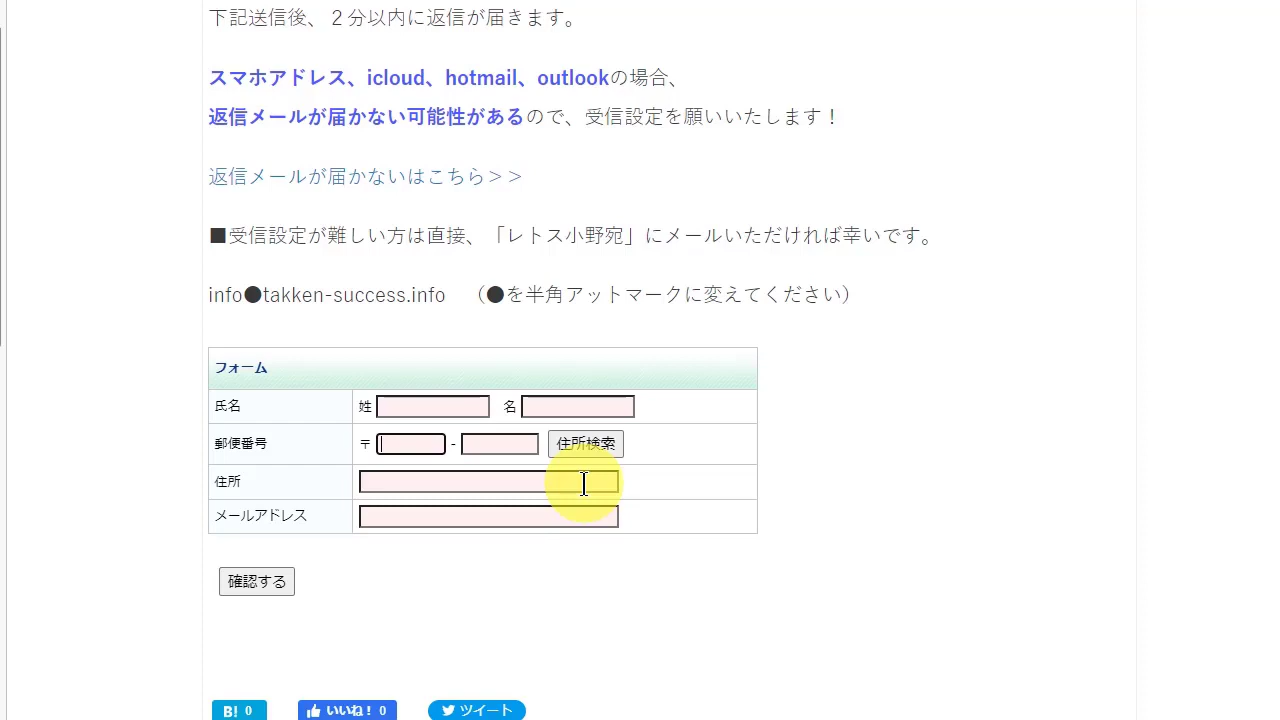 下記送信後、２分以内に返信が届きます。
スマホアドレス、icloud、hotmail、outlookの場合、
返信メールが届かない可能性があるので、受信設定を願いいたします！
返信メールが届かないはこちら＞＞
■受信設定が難しい方は直接、「レトス小野宛」にメールいただければ幸いです。
info●takken-success.info　（●を半角アットマークに変えてください）
フォーム
氏名 姓 名
郵便番号 〒 - 住所検索
住所
メールアドレス
確認する
B! 0 いいね！ 0 ツイート